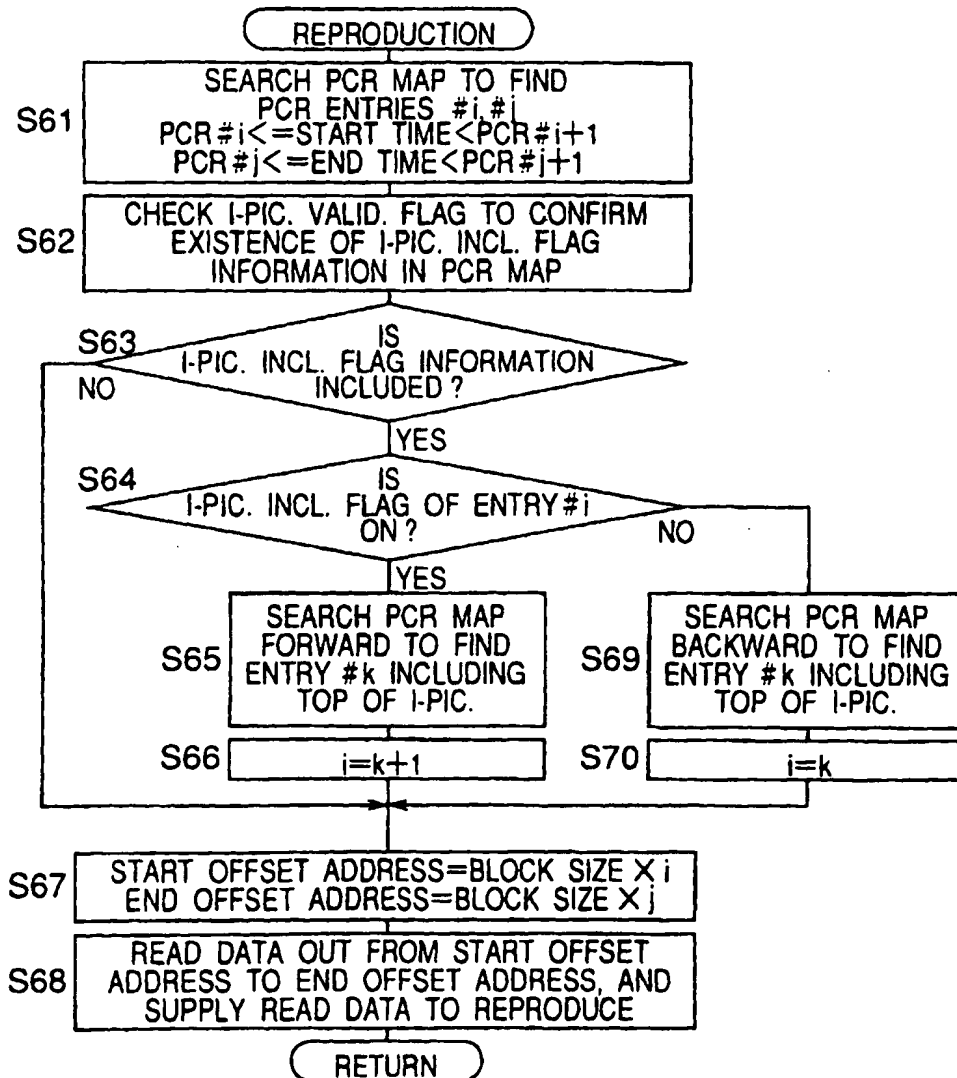 REPRODUCTION
S61
SEARCH PCR MAP TO FIND
PCR ENTRIES #i, #j
PCR#i<=START TIME<PCR#i+1
PCR#j<=END TIME<PCR#j+1
S62
CHECK I-PIC. VALID. FLAG TO CONFIRM
EXISTENCE OF I-PIC. INCL. FLAG
INFORMATION IN PCR MAP
S63
IS
I-PIC. INCL. FLAG INFORMATION
INCLUDED?
NO
YES
S64
IS
I-PIC. INCL. FLAG OF ENTRY#i
ON?
NO
YES
S65
SEARCH PCR MAP
FORWARD TO FIND
ENTRY #k INCLUDING
TOP OF I-PIC.
S69
SEARCH PCR MAP
BACKWARD TO FIND
ENTRY #k INCLUDING
TOP OF I-PIC.
S66
i=k+1
S70
i=k
S67
START OFFSET ADDRESS=BLOCK SIZE X i
END OFFSET ADDRESS=BLOCK SIZE X j
S68
READ DATA OUT FROM START OFFSET
ADDRESS TO END OFFSET ADDRESS, AND
SUPPLY READ DATA TO REPRODUCE
RETURN